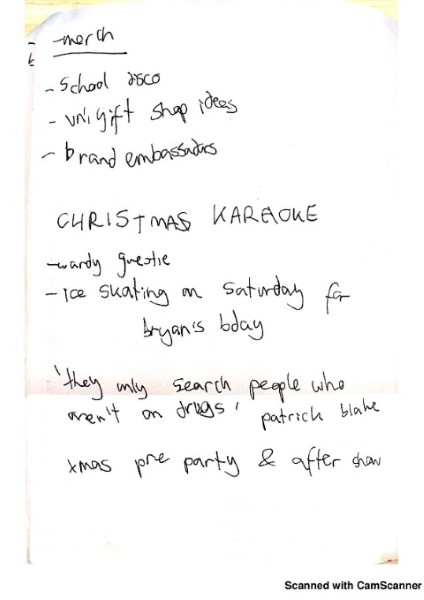 -merch
- School disco
- uni gift shop ideas
- brand embassadors
CHRISTMAS KARAOKE
-wardy guestie
- ice skating on Saturday for
bryan's bday
'they only search people who
aren't on drugs' patrick blake
xmas pre party & after show
Scanned with CamScanner